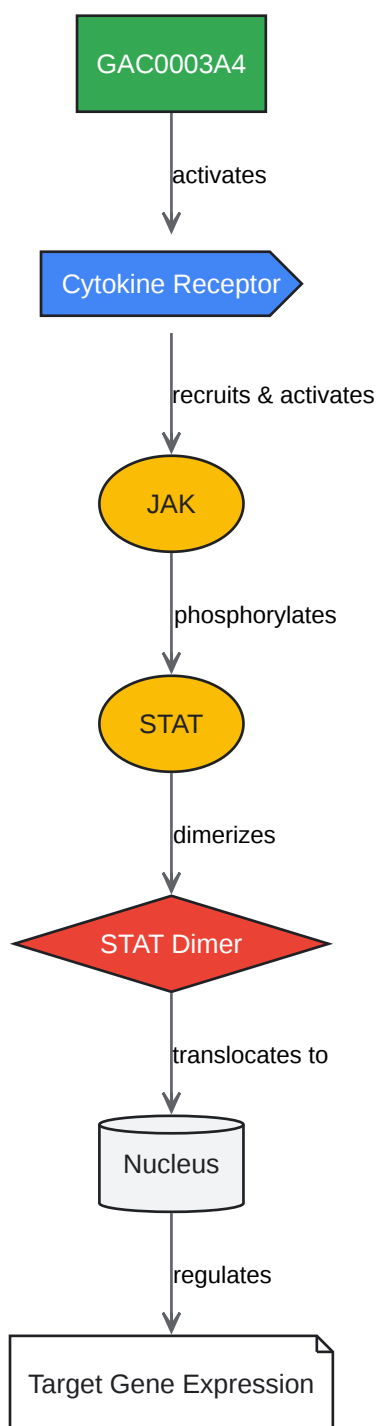 GAC0003A4
activates
Cytokine Receptor
recruits & activates
JAK
phosphorylates
STAT
dimerizes
STAT Dimer
translocates to
Nucleus
regulates
Target Gene Expression